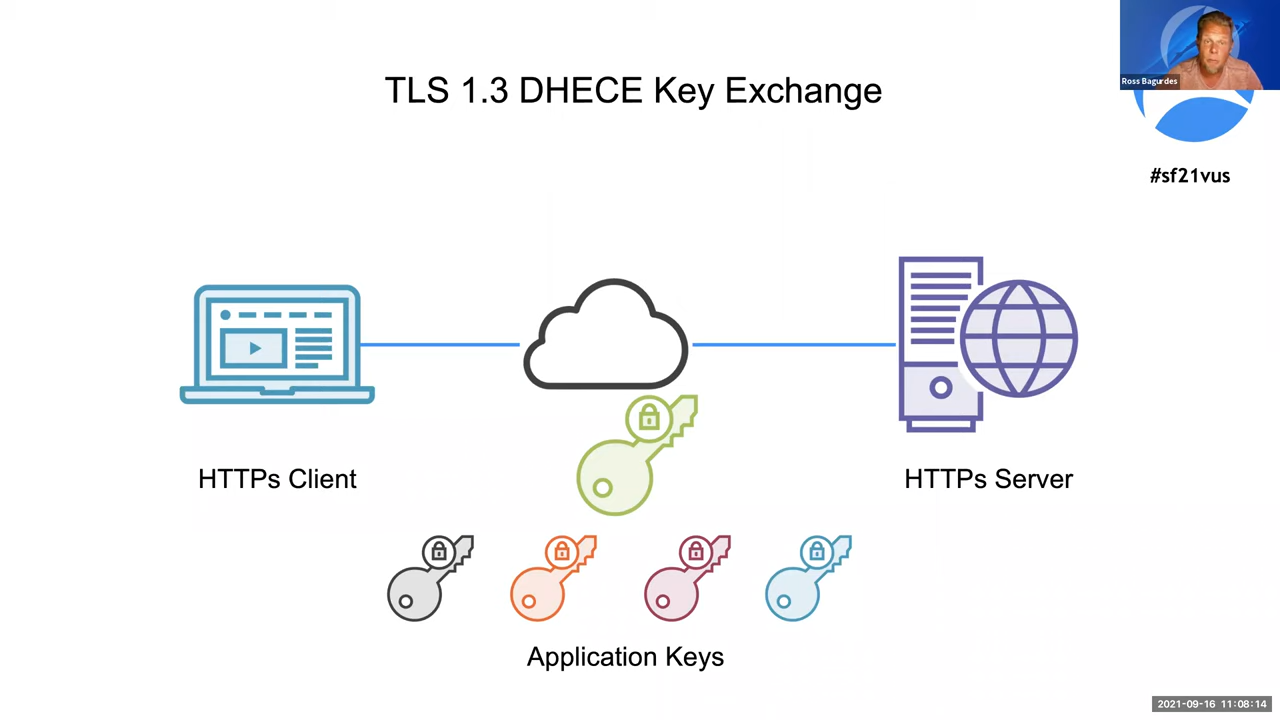 TLS 1.3 DHECE Key Exchange
Ross Bagurdes
#sf21vus
HTTPs Client
HTTPs Server
Application Keys
2021-09-16 11:08:14